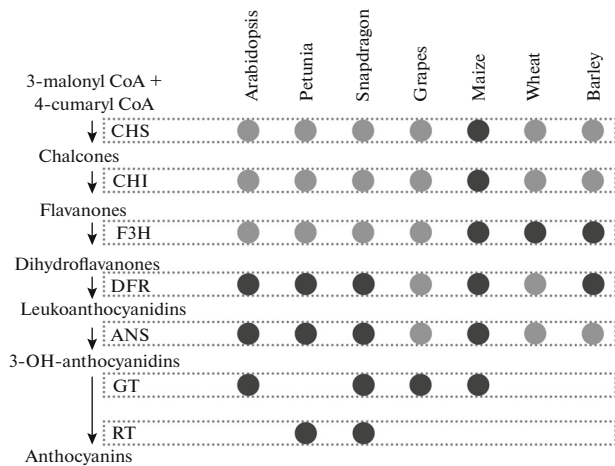 Arabidopsis
Petunia
Snapdragon
Grapes
Maize
Wheat
Barley
3-malonyl CoA +
4-cumaryl CoA
CHS
Chalcones
CHI
Flavanones
F3H
Dihydroflavanones
DFR
Leukoanthocyanidins
ANS
3-OH-anthocyanidins
GT
RT
Anthocyanins